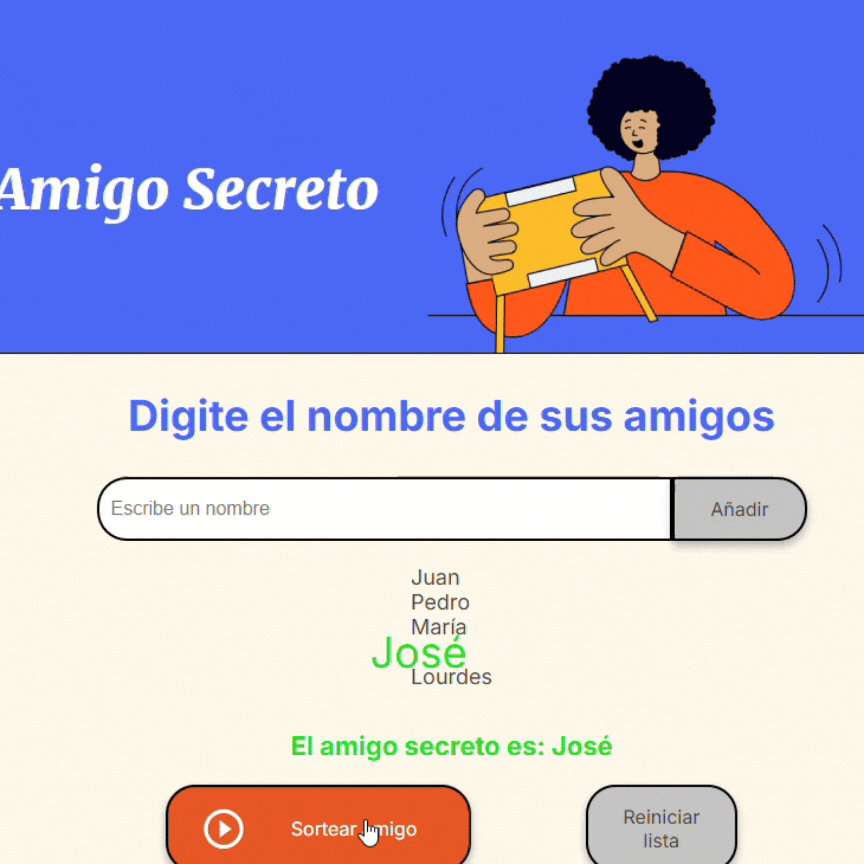 Amigo Secreto
Digite el nombre de sus amigos
Escribe un nombre
Añadir
Juan
Pedro
María
José
Lourdes
El amigo secreto es: José
Sortear amigo
Reiniciar
lista